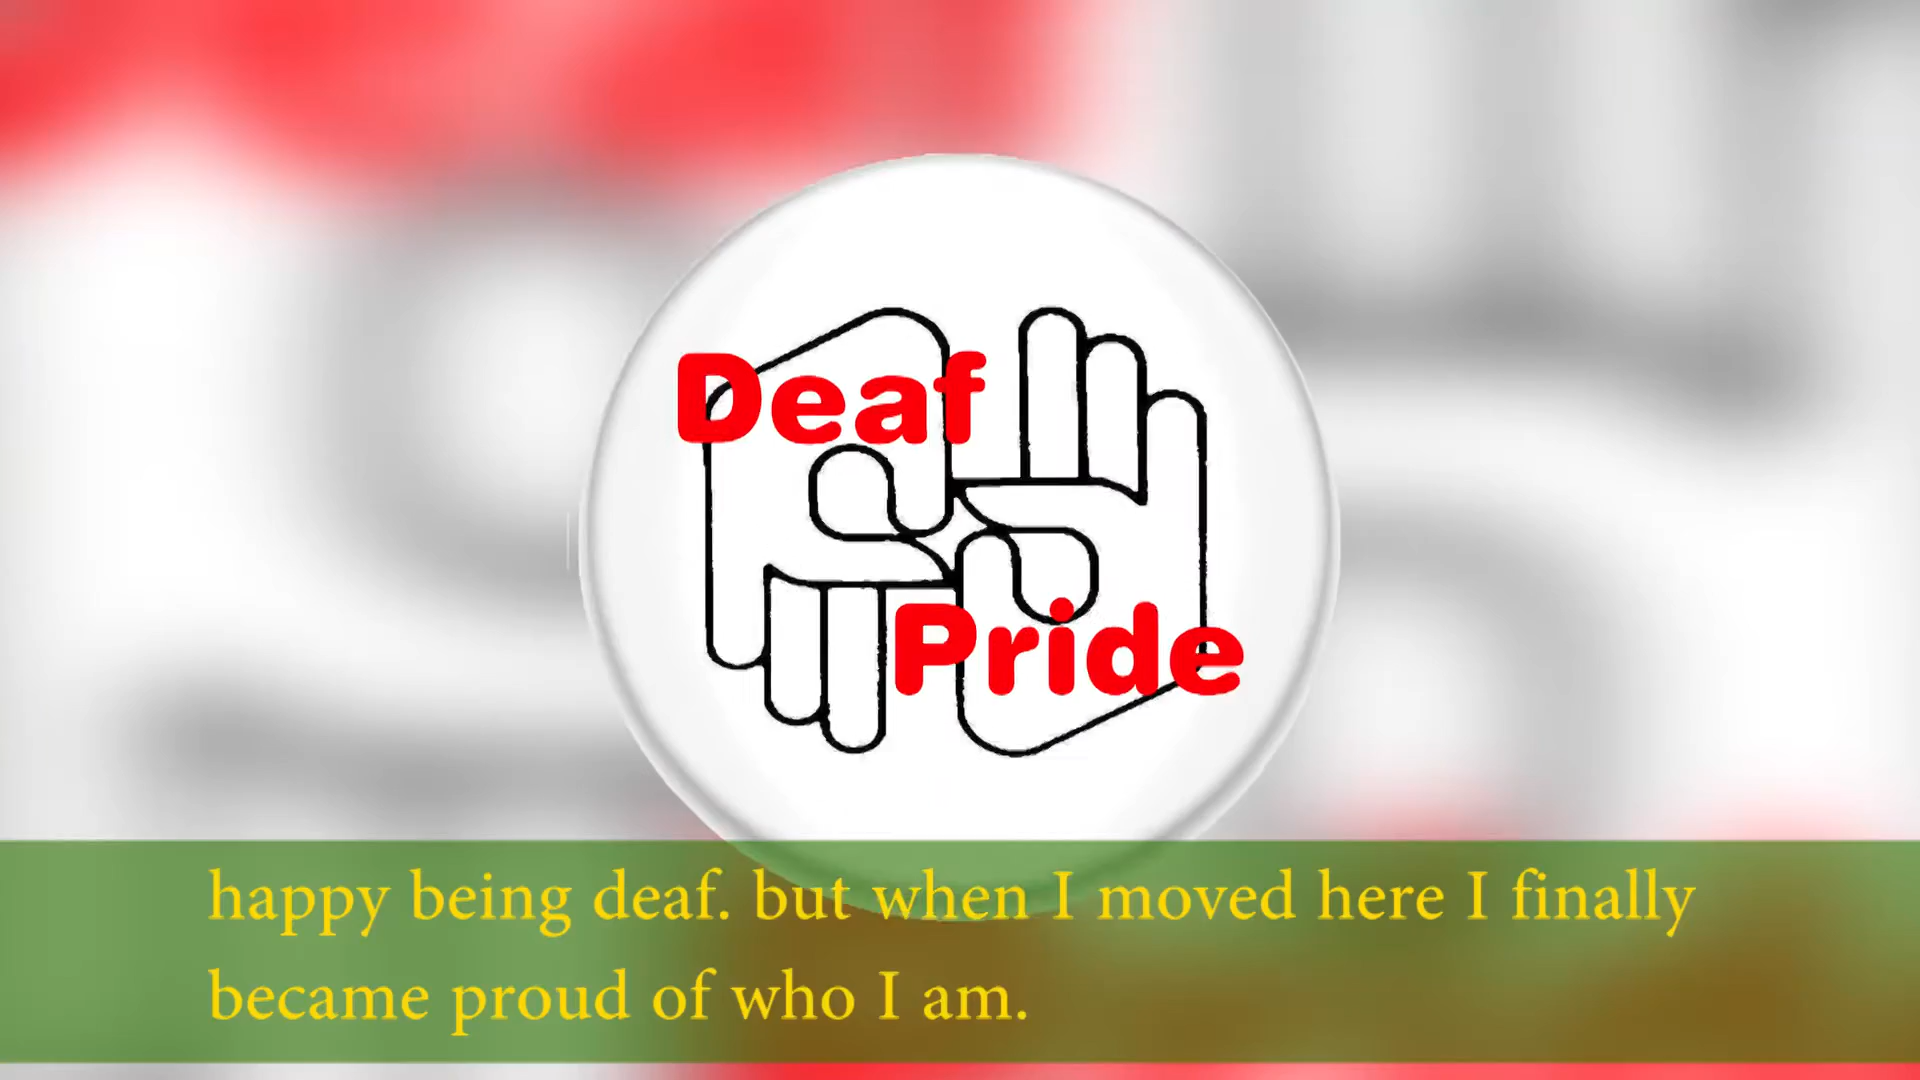 Deaf
Pride
happy being deaf. but when I moved here I finally
became proud of who I am.